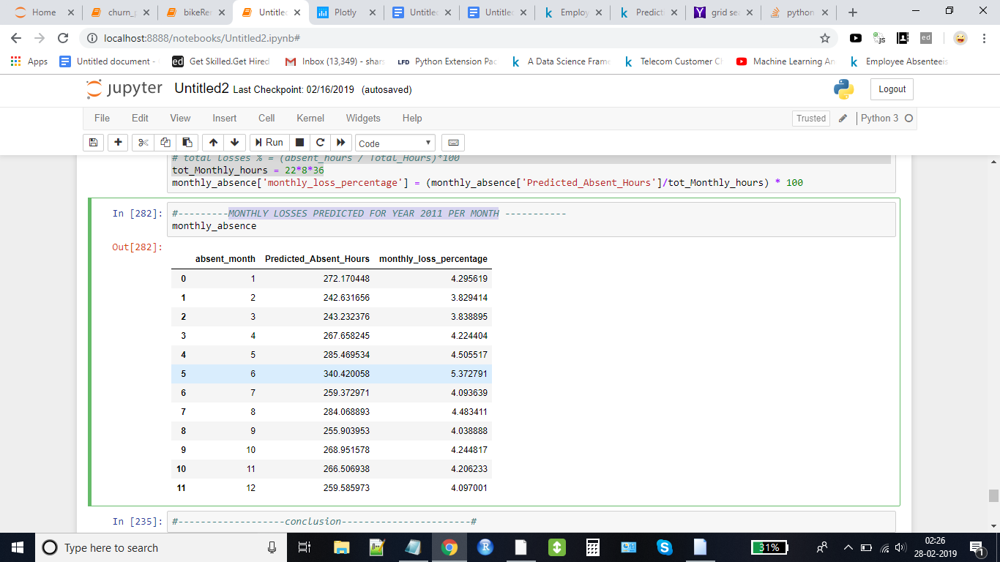 Home
churn_p
bikeRer
Untitled
Plotly
Untitled
Untitled
Employ
Predicti
grid sea
python
localhost:8888/notebooks/Untitled2.ipynb#
Apps
Untitled document -
Get Skilled.Get Hired
Inbox (13,349) - shars
Python Extension Pac
A Data Science Frame
Telecom Customer Ch
Machine Learning An
Employee Absenteeis
jupyter Untitled2 Last Checkpoint: 02/16/2019 (autosaved)
Logout
File Edit View Insert Cell Kernel Widgets Help
Trusted
Python 3
Run
Code
# total losses % = (absent_hours / Total_Hours)*100
tot_Monthly_hours = 22*8*36
monthly_absence['monthly_loss_percentage'] = (monthly_absence['Predicted_Absent_Hours']/tot_Monthly_hours) * 100
In [282]: #---------MONTHLY LOSSES PREDICTED FOR YEAR 2011 PER MONTH -----------
monthly_absence
Out[282]:
absent_month Predicted_Absent_Hours monthly_loss_percentage
0 1 272.170448 4.295619
1 2 242.631656 3.829414
2 3 243.232376 3.838895
3 4 267.658245 4.224404
4 5 285.469534 4.505517
5 6 340.420058 5.372791
6 7 259.372971 4.093639
7 8 284.068893 4.483411
8 9 255.903953 4.038888
9 10 268.951578 4.244817
10 11 266.506938 4.206233
11 12 259.585973 4.097001
In [235]: #-------------------conclusion-----------------------#
Type here to search
31%
02:26
28-02-2019
1